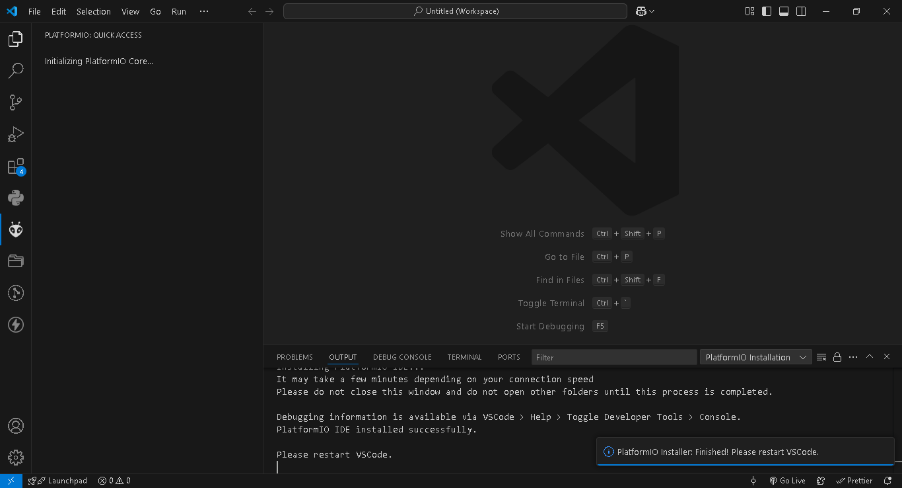 File Edit Selection View Go Run ···
Untitled (Workspace)
PLATFORMIO: QUICK ACCESS
Initializing PlatformIO Core...
4
Show All Commands Ctrl + Shift + P
Go to File Ctrl + P
Find in Files Ctrl + Shift + F
Toggle Terminal Ctrl + `
Start Debugging F5
PROBLEMS OUTPUT DEBUG CONSOLE TERMINAL PORTS Filter PlatformIO Installation
Installing PlatformIO IDE...
It may take a few minutes depending on your connection speed
Please do not close this window and do not open other folders until this process is completed.
Debugging information is available via VSCode > Help > Toggle Developer Tools > Console.
PlatformIO IDE installed successfully.
Please restart VSCode.
PlatformIO Installer: Finished! Please restart VSCode.
Launchpad 0 0 Go Live Prettier